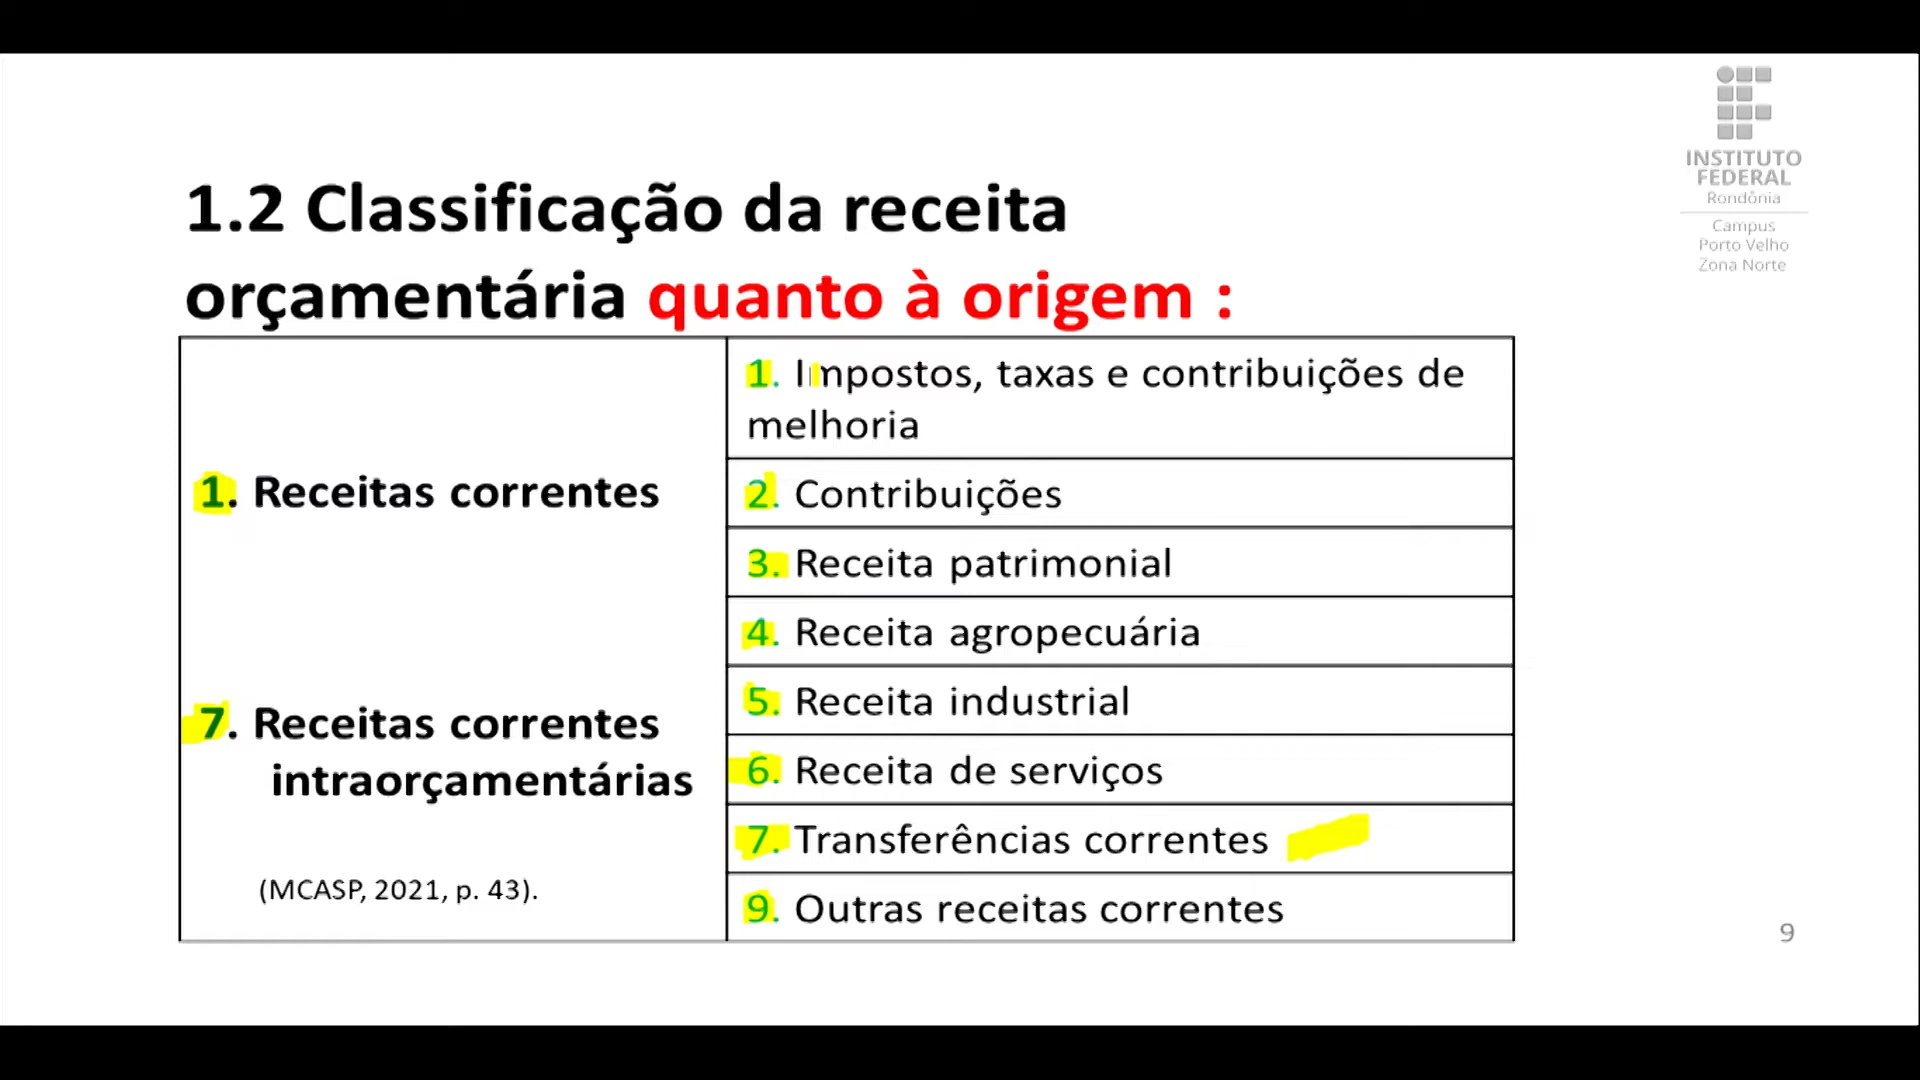 INSTITUTO
FEDERAL
Rondônia
Campus
Porto Velho
Zona Norte
1.2 Classificação da receita
orçamentária quanto à origem :
1. Receitas correntes
7. Receitas correntes
intraorçamentárias
(MCASP, 2021, p. 43).
1. Impostos, taxas e contribuições de
melhoria
2. Contribuições
3. Receita patrimonial
4. Receita agropecuária
5. Receita industrial
6. Receita de serviços
7. Transferências correntes
9. Outras receitas correntes
9